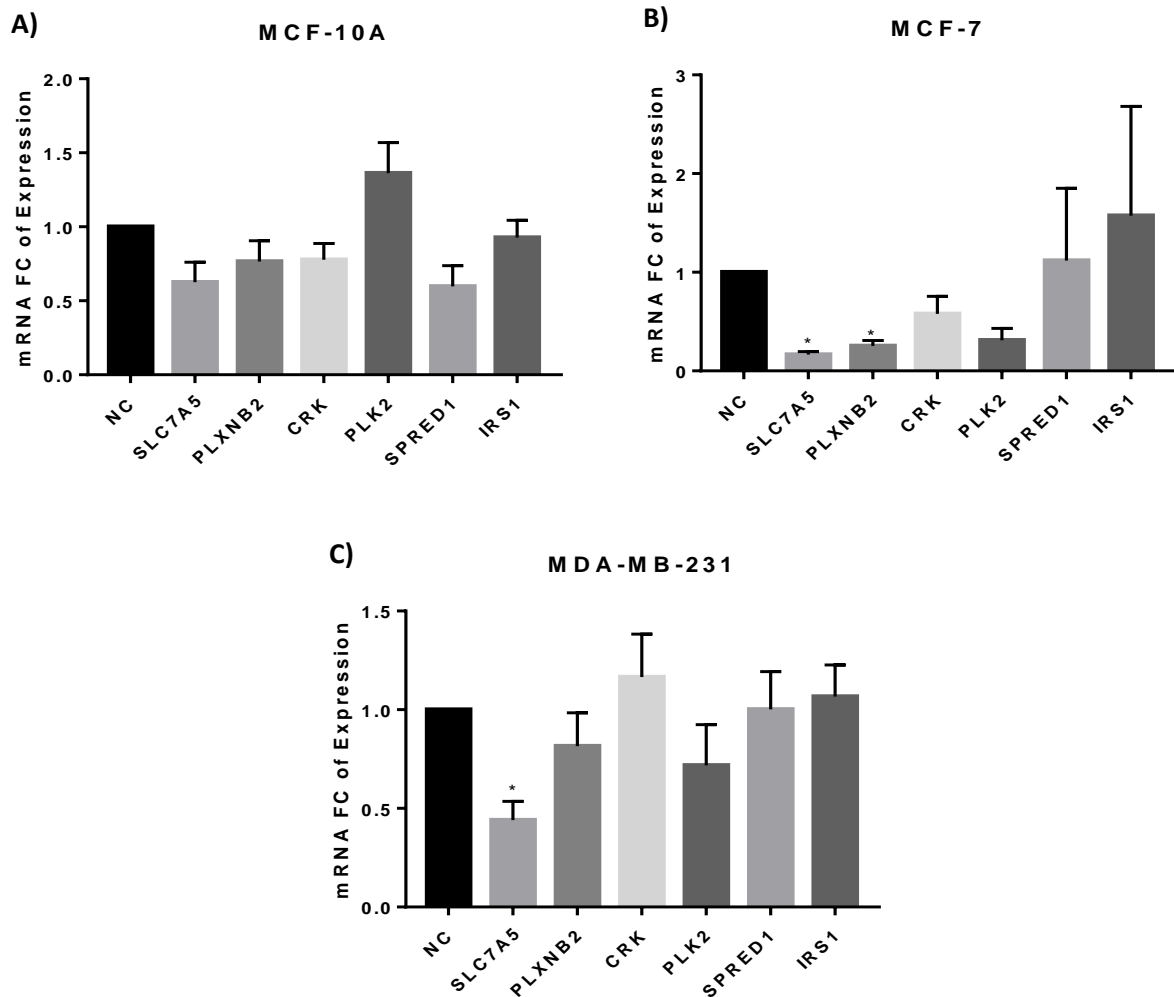 A)
MCF-10A
mRNA FC of Expression
2.0
1.5
1.0
0.5
0.0
NC
SLC7A5
PLXNB2
CRK
PLK2
SPRED1
IRS1
B)
MCF-7
mRNA FC of Expression
3
2
1
0
*
*
NC
SLC7A5
PLXNB2
CRK
PLK2
SPRED1
IRS1
C)
MDA-MB-231
mRNA FC of Expression
1.5
1.0
0.5
0.0
*
NC
SLC7A5
PLXNB2
CRK
PLK2
SPRED1
IRS1